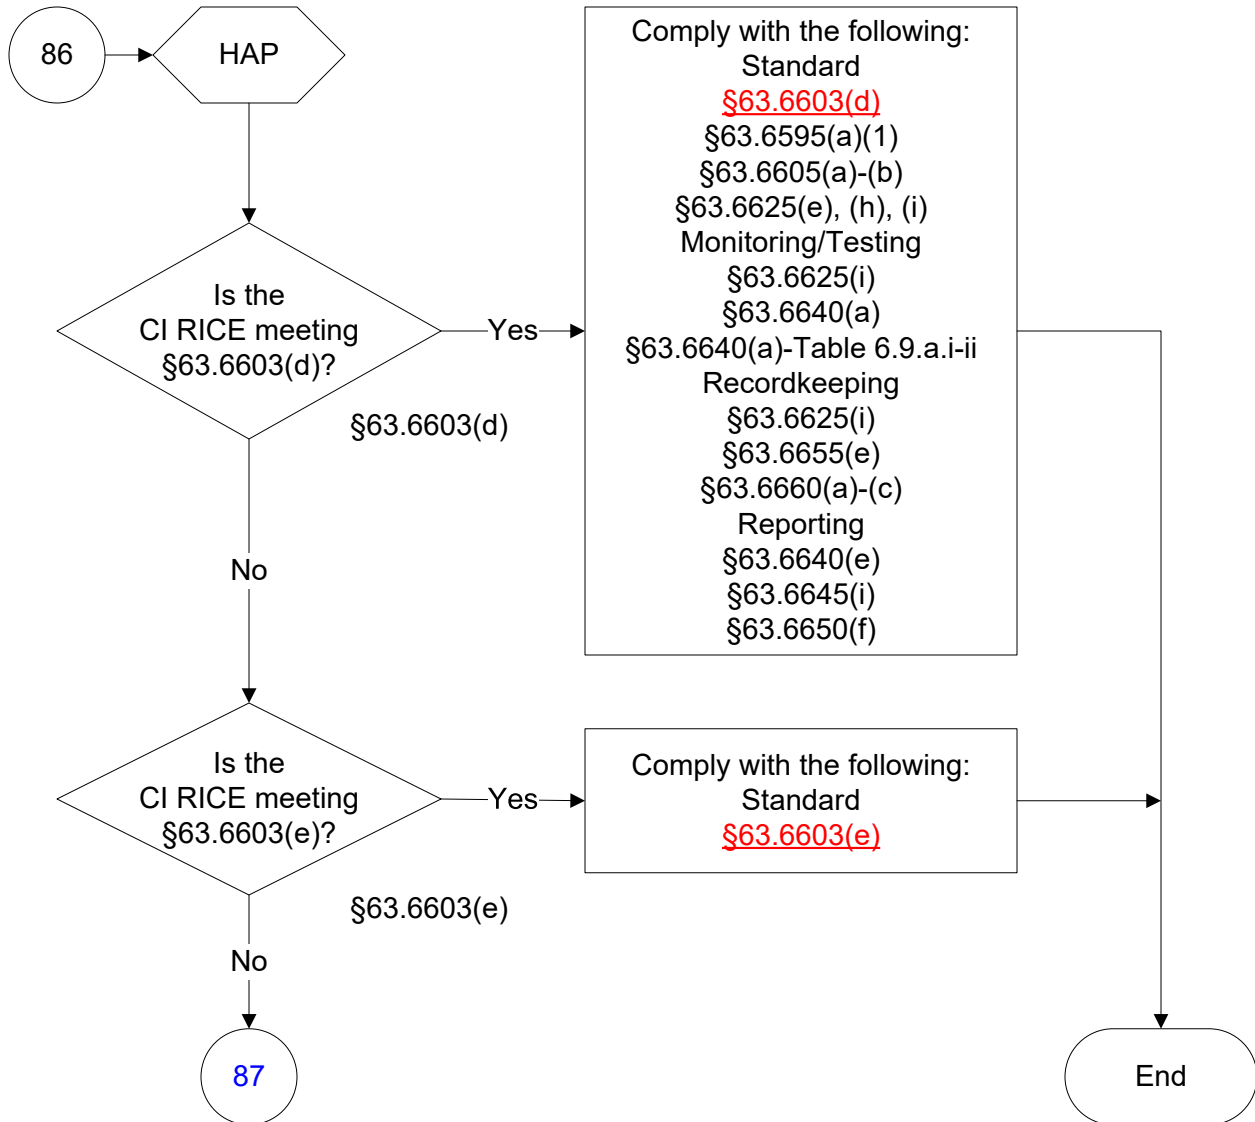 86
HAP
Comply with the following:
Standard
§63.6603(d)
§63.6595(a)(1)
§63.6605(a)-(b)
§63.6625(e), (h), (i)
Monitoring/Testing
§63.6625(i)
§63.6640(a)
§63.6640(a)-Table 6.9.a.i-ii
Recordkeeping
§63.6625(i)
§63.6655(e)
§63.6660(a)-(c)
Reporting
§63.6640(e)
§63.6645(i)
§63.6650(f)
Is the
CI RICE meeting
§63.6603(d)?
Yes
§63.6603(d)
No
Is the
CI RICE meeting
§63.6603(e)?
Yes
Comply with the following:
Standard
§63.6603(e)
§63.6603(e)
No
87
End